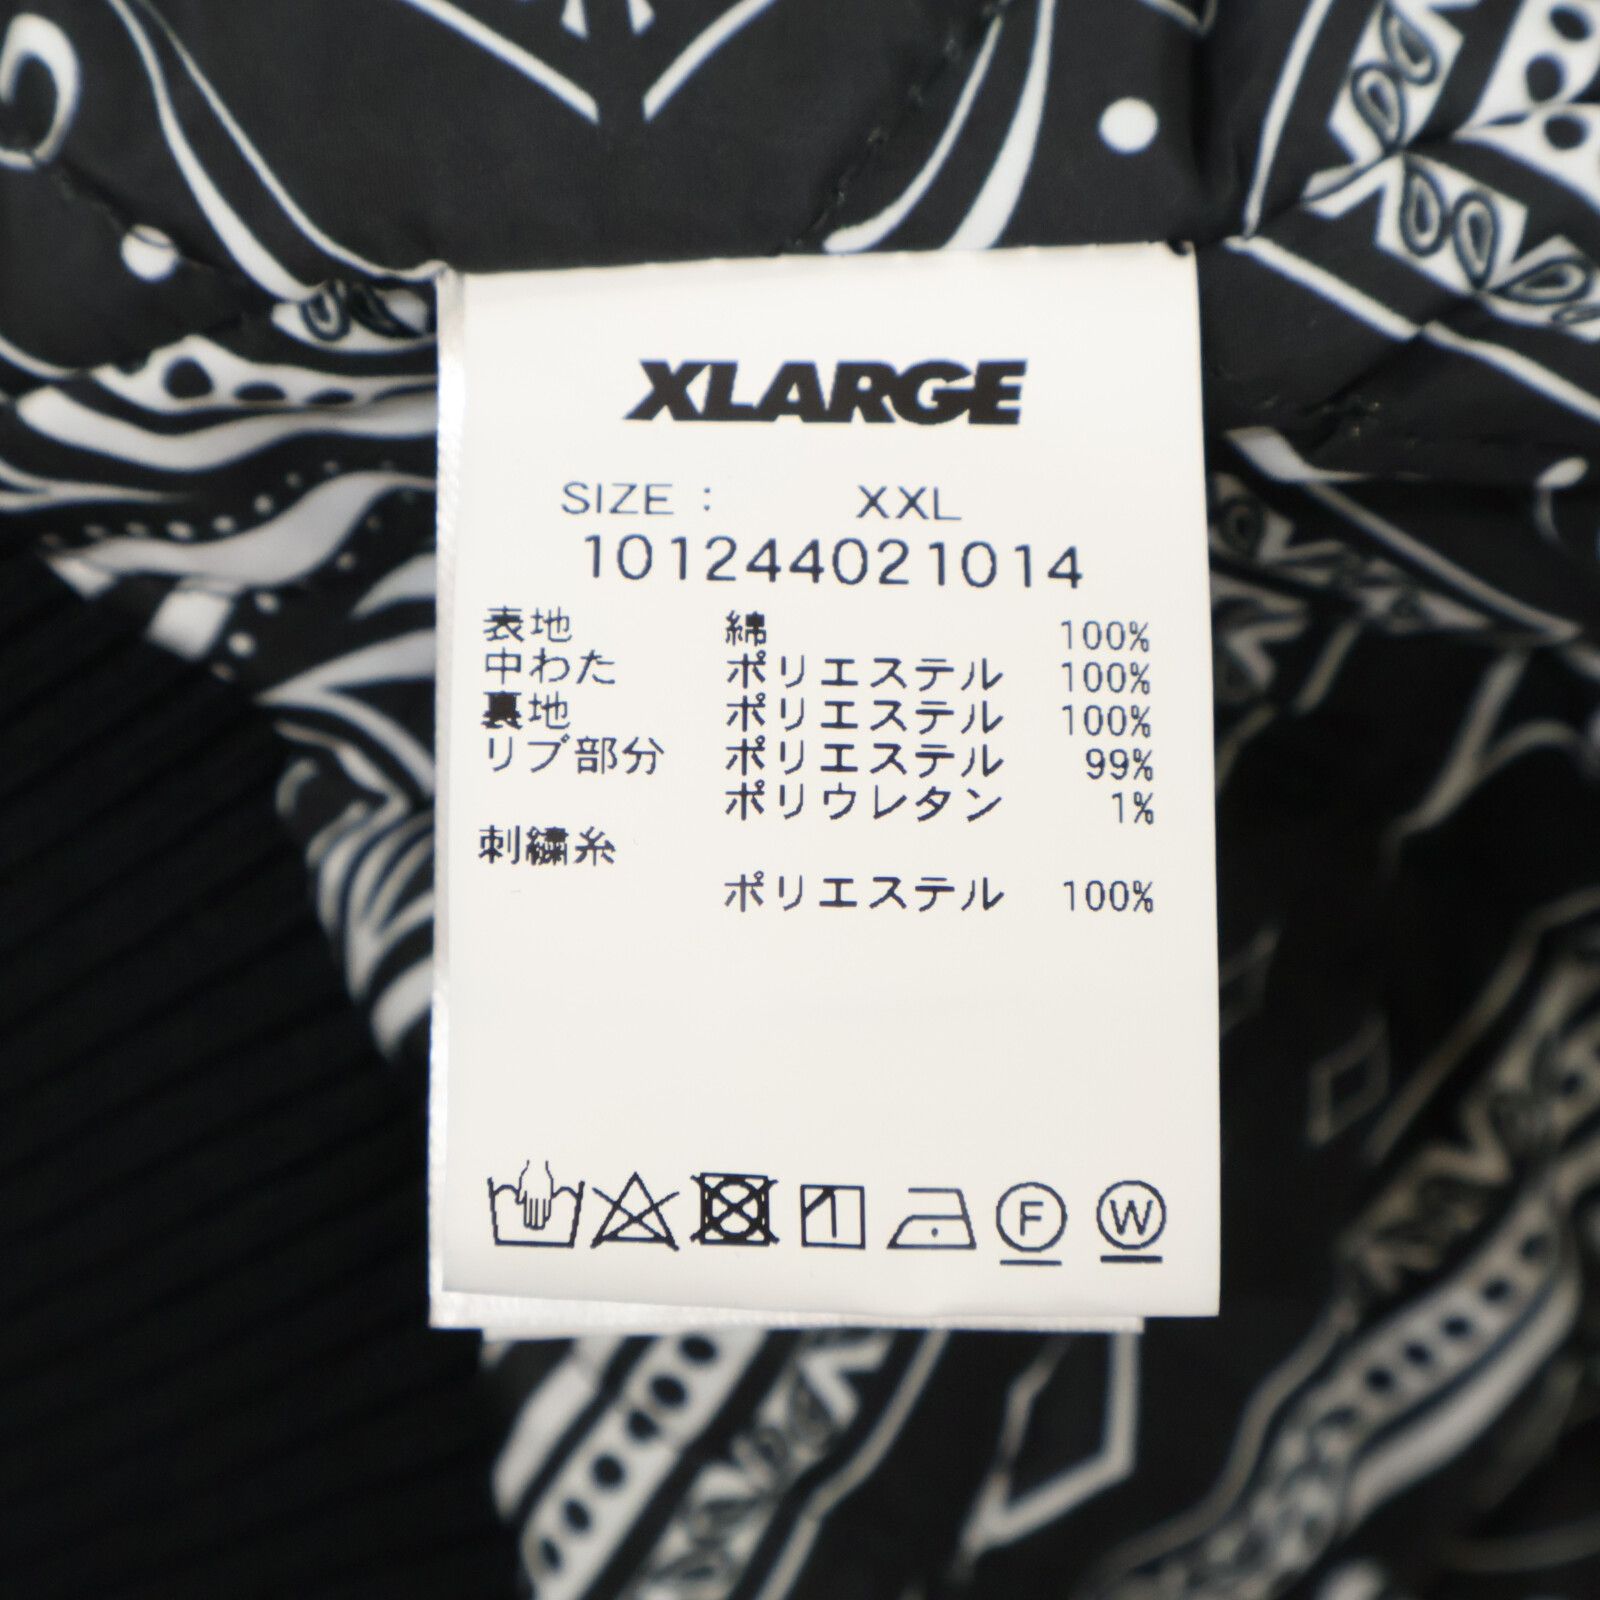 XLARGE
SIZE : XXL
101244021014
表地 綿 100%
中わた ポリエステル 100%
裏地 ポリエステル 100%
リブ部分 ポリエステル 99%
ポリウレタン 1%
刺繍糸
ポリエステル 100%
F W